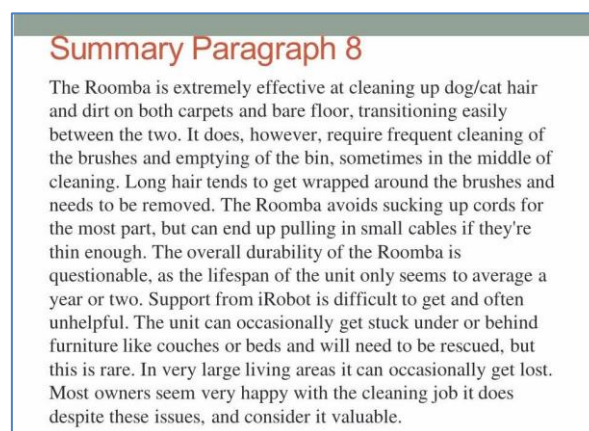 Summary Paragraph 8
The Roomba is extremely effective at cleaning up dog/cat hair
and dirt on both carpets and bare floor, transitioning easily
between the two. It does, however, require frequent cleaning of
the brushes and emptying of the bin, sometimes in the middle of
cleaning. Long hair tends to get wrapped around the brushes and
needs to be removed. The Roomba avoids sucking up cords for
the most part, but can end up pulling in small cables if they're
thin enough. The overall durability of the Roomba is
questionable, as the lifespan of the unit only seems to average a
year or two. Support from iRobot is difficult to get and often
unhelpful. The unit can occasionally get stuck under or behind
furniture like couches or beds and will need to be rescued, but
this is rare. In very large living areas it can occasionally get lost.
Most owners seem very happy with the cleaning job it does
despite these issues, and consider it valuable.